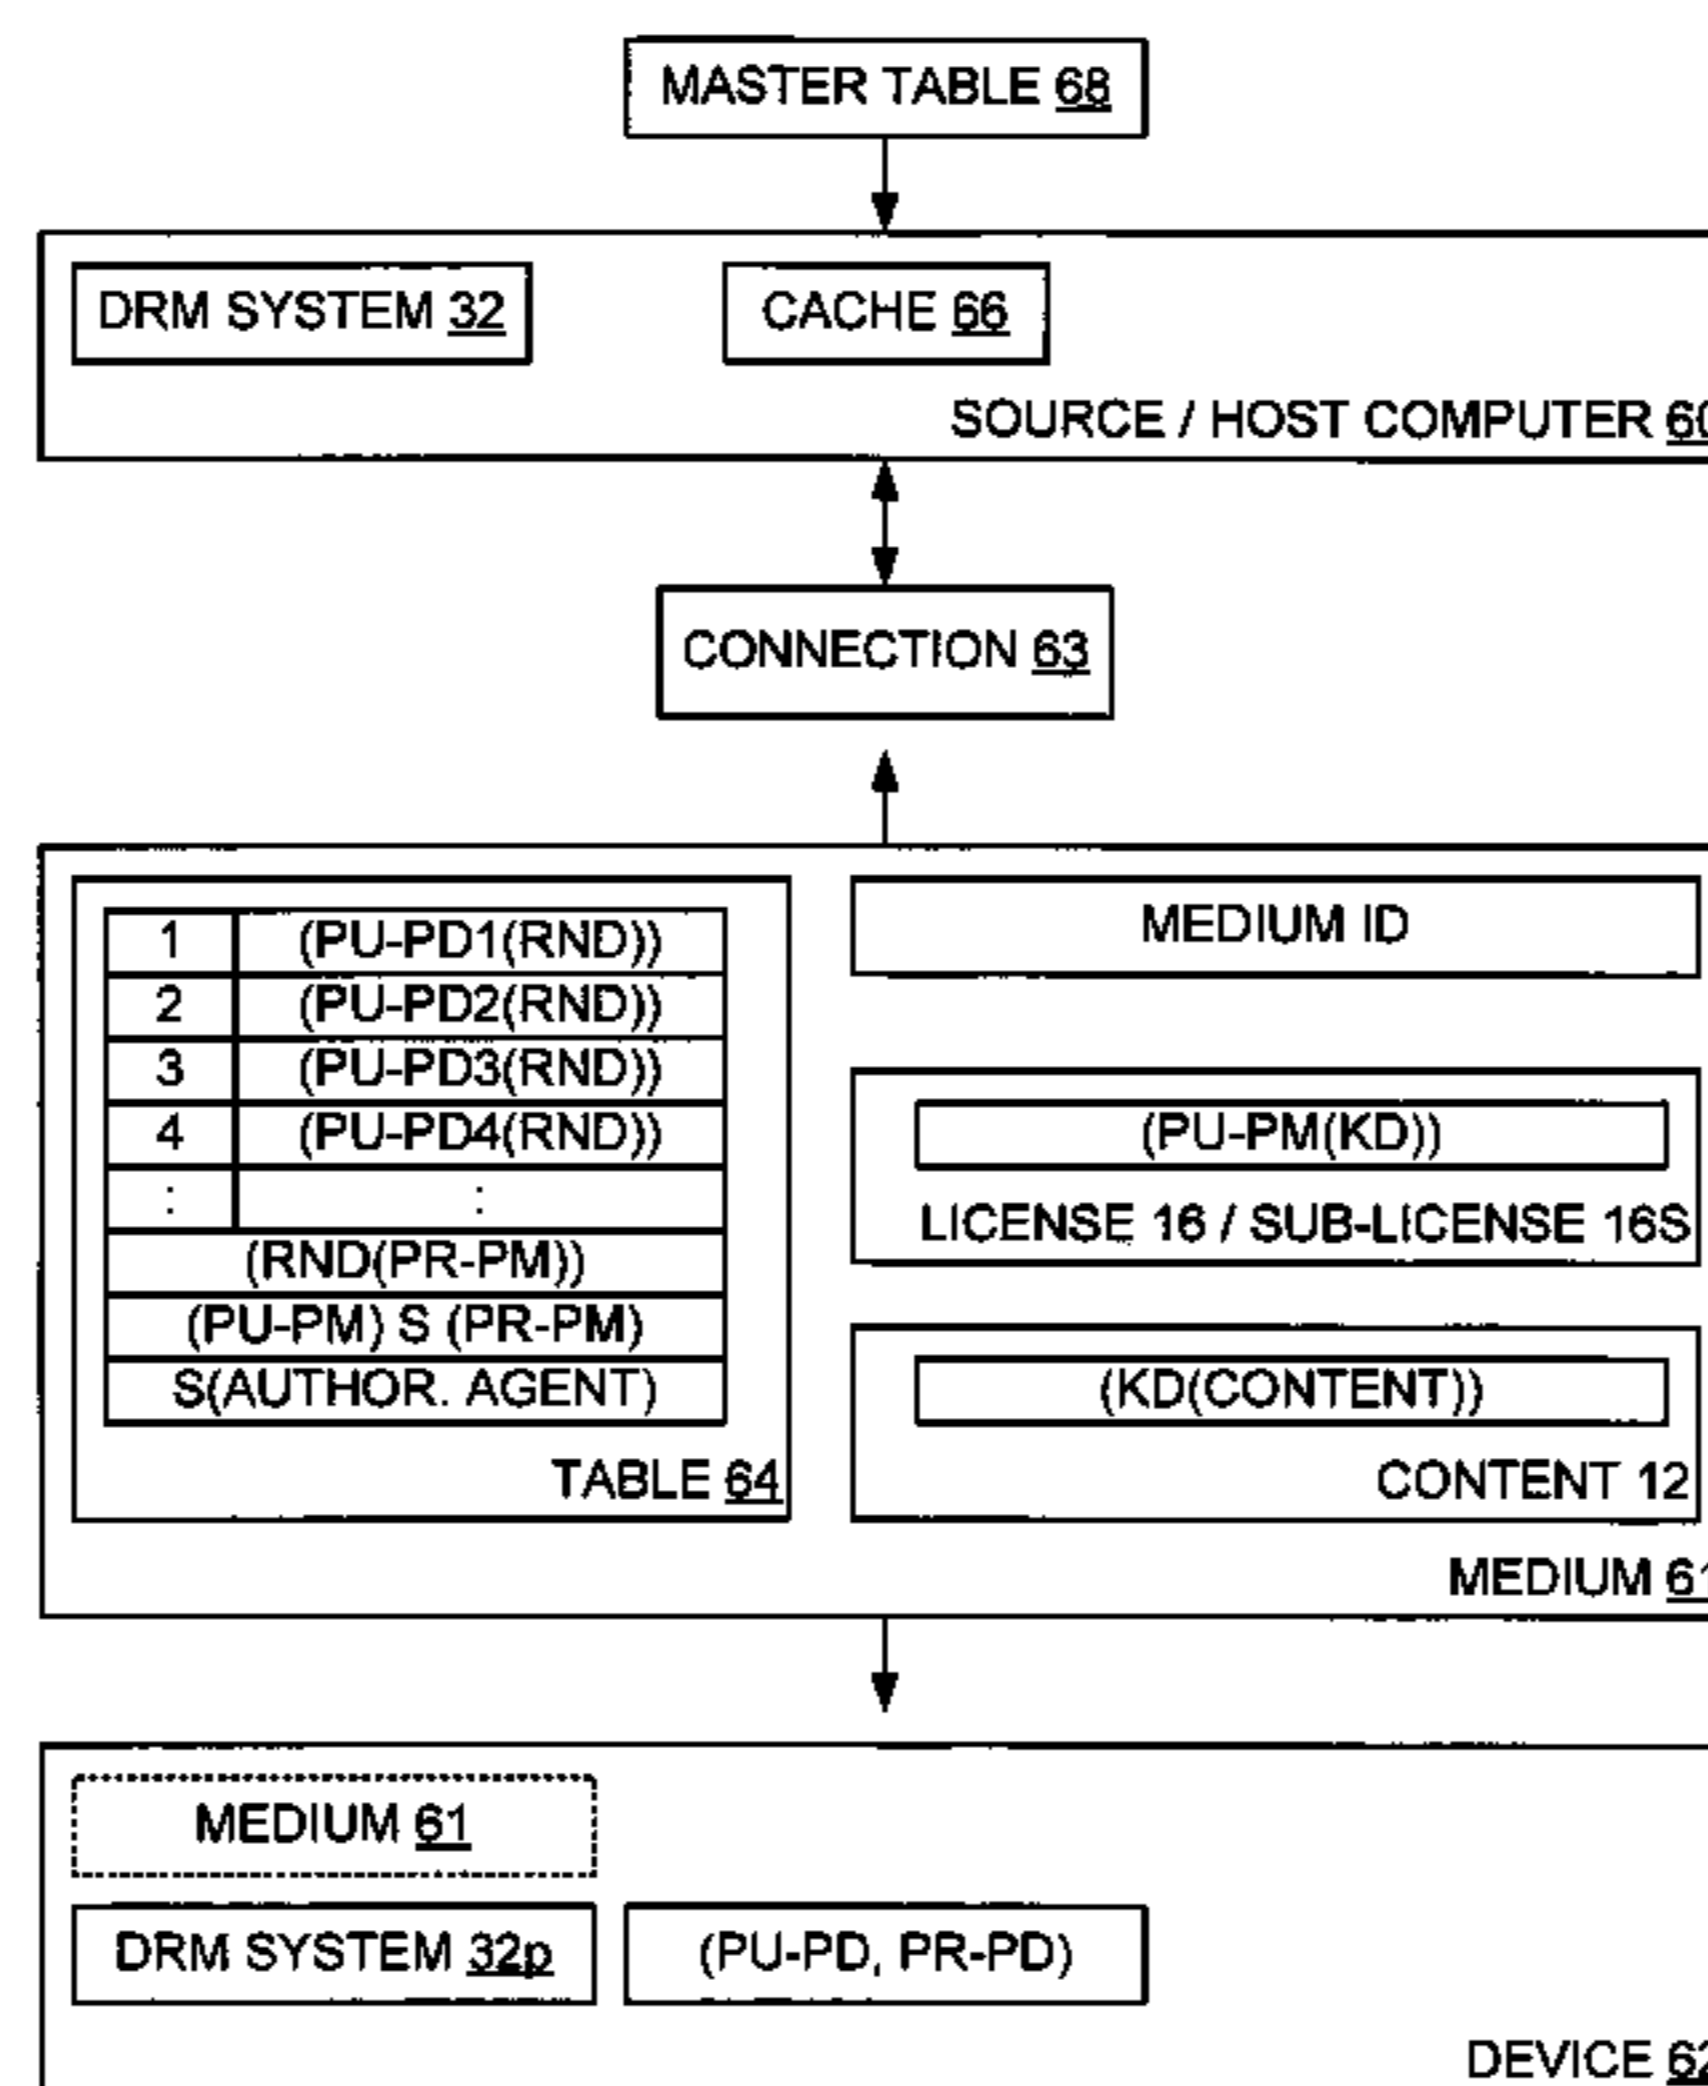 MASTER TABLE 68
DRM SYSTEM 32
CACHE 66
SOURCE / HOST COMPUTER 60
CONNECTION 63
1 (PU-PD1(RND))
2 (PU-PD2(RND))
3 (PU-PD3(RND))
4 (PU-PD4(RND))
: :
(RND(PR-PM))
(PU-PM) S (PR-PM)
S(AUTHOR. AGENT)
TABLE 64
MEDIUM ID
(PU-PM(KD))
LICENSE 16 / SUB-LICENSE 16S
(KD(CONTENT))
CONTENT 12
MEDIUM 61
MEDIUM 61
DRM SYSTEM 32p
(PU-PD, PR-PD)
DEVICE 62